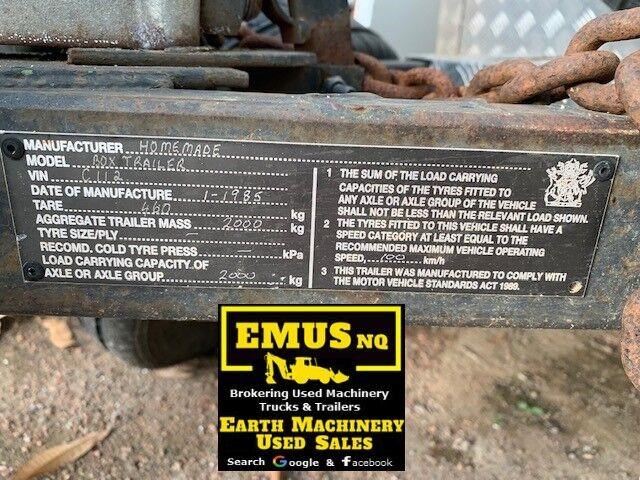 MANUFACTURER HOMEMADE
MODEL BOX TRAILER
VIN C112
DATE OF MANUFACTURE 1-1985
TARE 460 kg
AGGREGATE TRAILER MASS 2000 kg
TYRE SIZE/PLY –
RECOMD. COLD TYRE PRESS – kPa
LOAD CARRYING CAPACITY OF
AXLE OR AXLE GROUP 2000 kg
1 THE SUM OF THE LOAD CARRYING
CAPACITIES OF THE TYRES FITTED TO
ANY AXLE OR AXLE GROUP OF THE VEHICLE
SHALL NOT BE LESS THAN THE RELEVANT LOAD SHOWN.
2 THE TYRES FITTED TO THIS VEHICLE SHALL HAVE A
SPEED CATEGORY AT LEAST EQUAL TO THE
RECOMMENDED MAXIMUM VEHICLE OPERATING
SPEED, 100 km/h
3 THIS TRAILER WAS MANUFACTURED TO COMPLY WITH
THE MOTOR VEHICLE STANDARDS ACT 1989.
EMUS NQ
Brokering Used Machinery
Trucks & Trailers
EARTH MACHINERY
USED SALES
Search Google & facebook